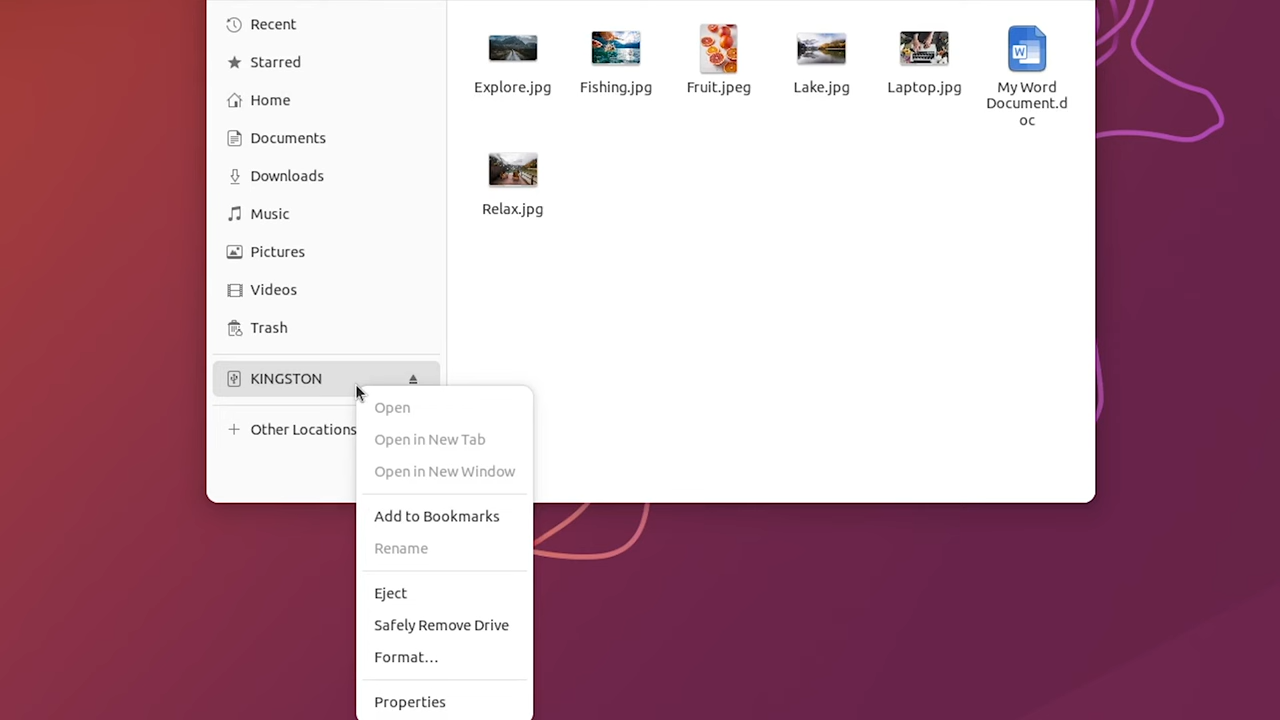 Recent
Starred
Home
Documents
Downloads
Music
Pictures
Videos
Trash
KINGSTON
Other Locations
Explore.jpg
Fishing.jpg
Fruit.jpeg
Lake.jpg
Laptop.jpg
My Word
Document.d
oc
Relax.jpg
Open
Open in New Tab
Open in New Window
Add to Bookmarks
Rename
Eject
Safely Remove Drive
Format…
Properties